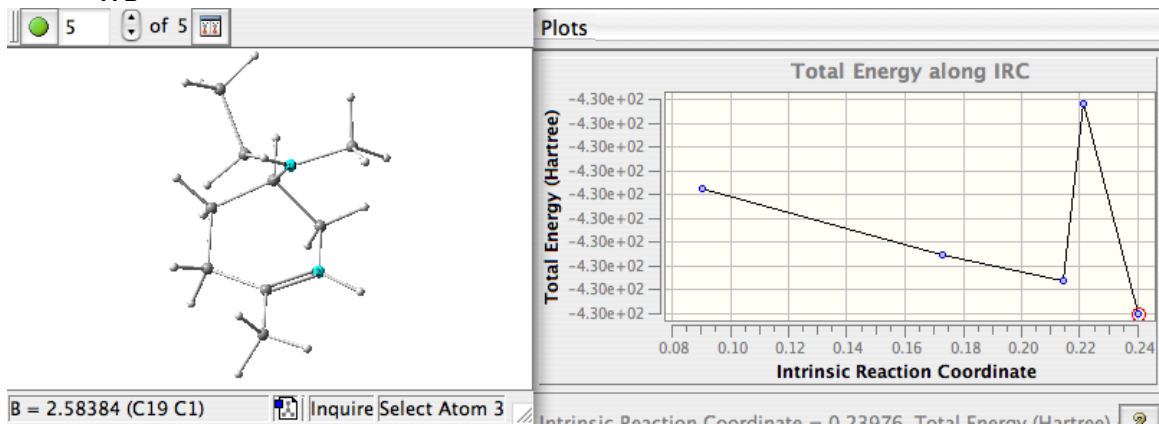 5 of 5
B = 2.58384 (C19 C1)
Inquire Select Atom 3
Plots
Total Energy along IRC
Total Energy (Hartree)
-4.30e+02
-4.30e+02
-4.30e+02
-4.30e+02
-4.30e+02
-4.30e+02
-4.30e+02
-4.30e+02
-4.30e+02
-4.30e+02
0.08 0.10 0.12 0.14 0.16 0.18 0.20 0.22 0.24
Intrinsic Reaction Coordinate
Intrinsic Reaction Coordinate = 0.23976, Total Energy (Hartree)
?